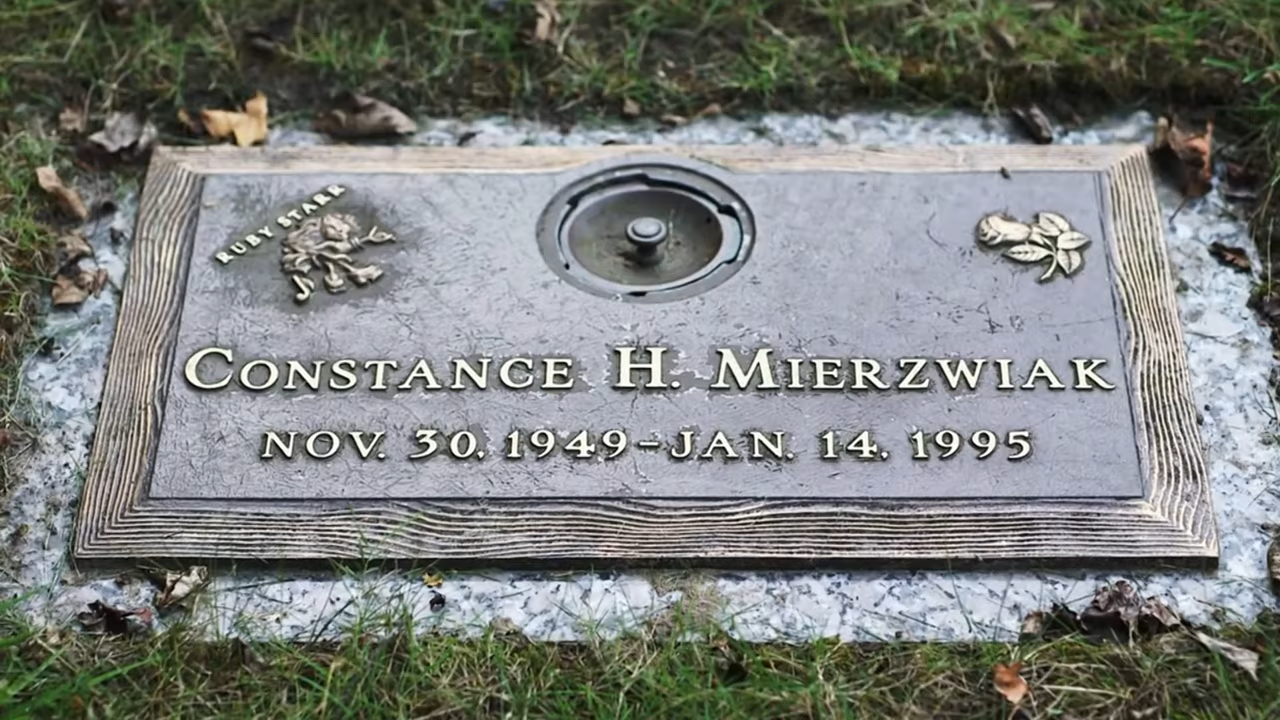 RUBY STARR
CONSTANCE H. MIERZWIAK
NOV. 30, 1949–JAN. 14, 1995